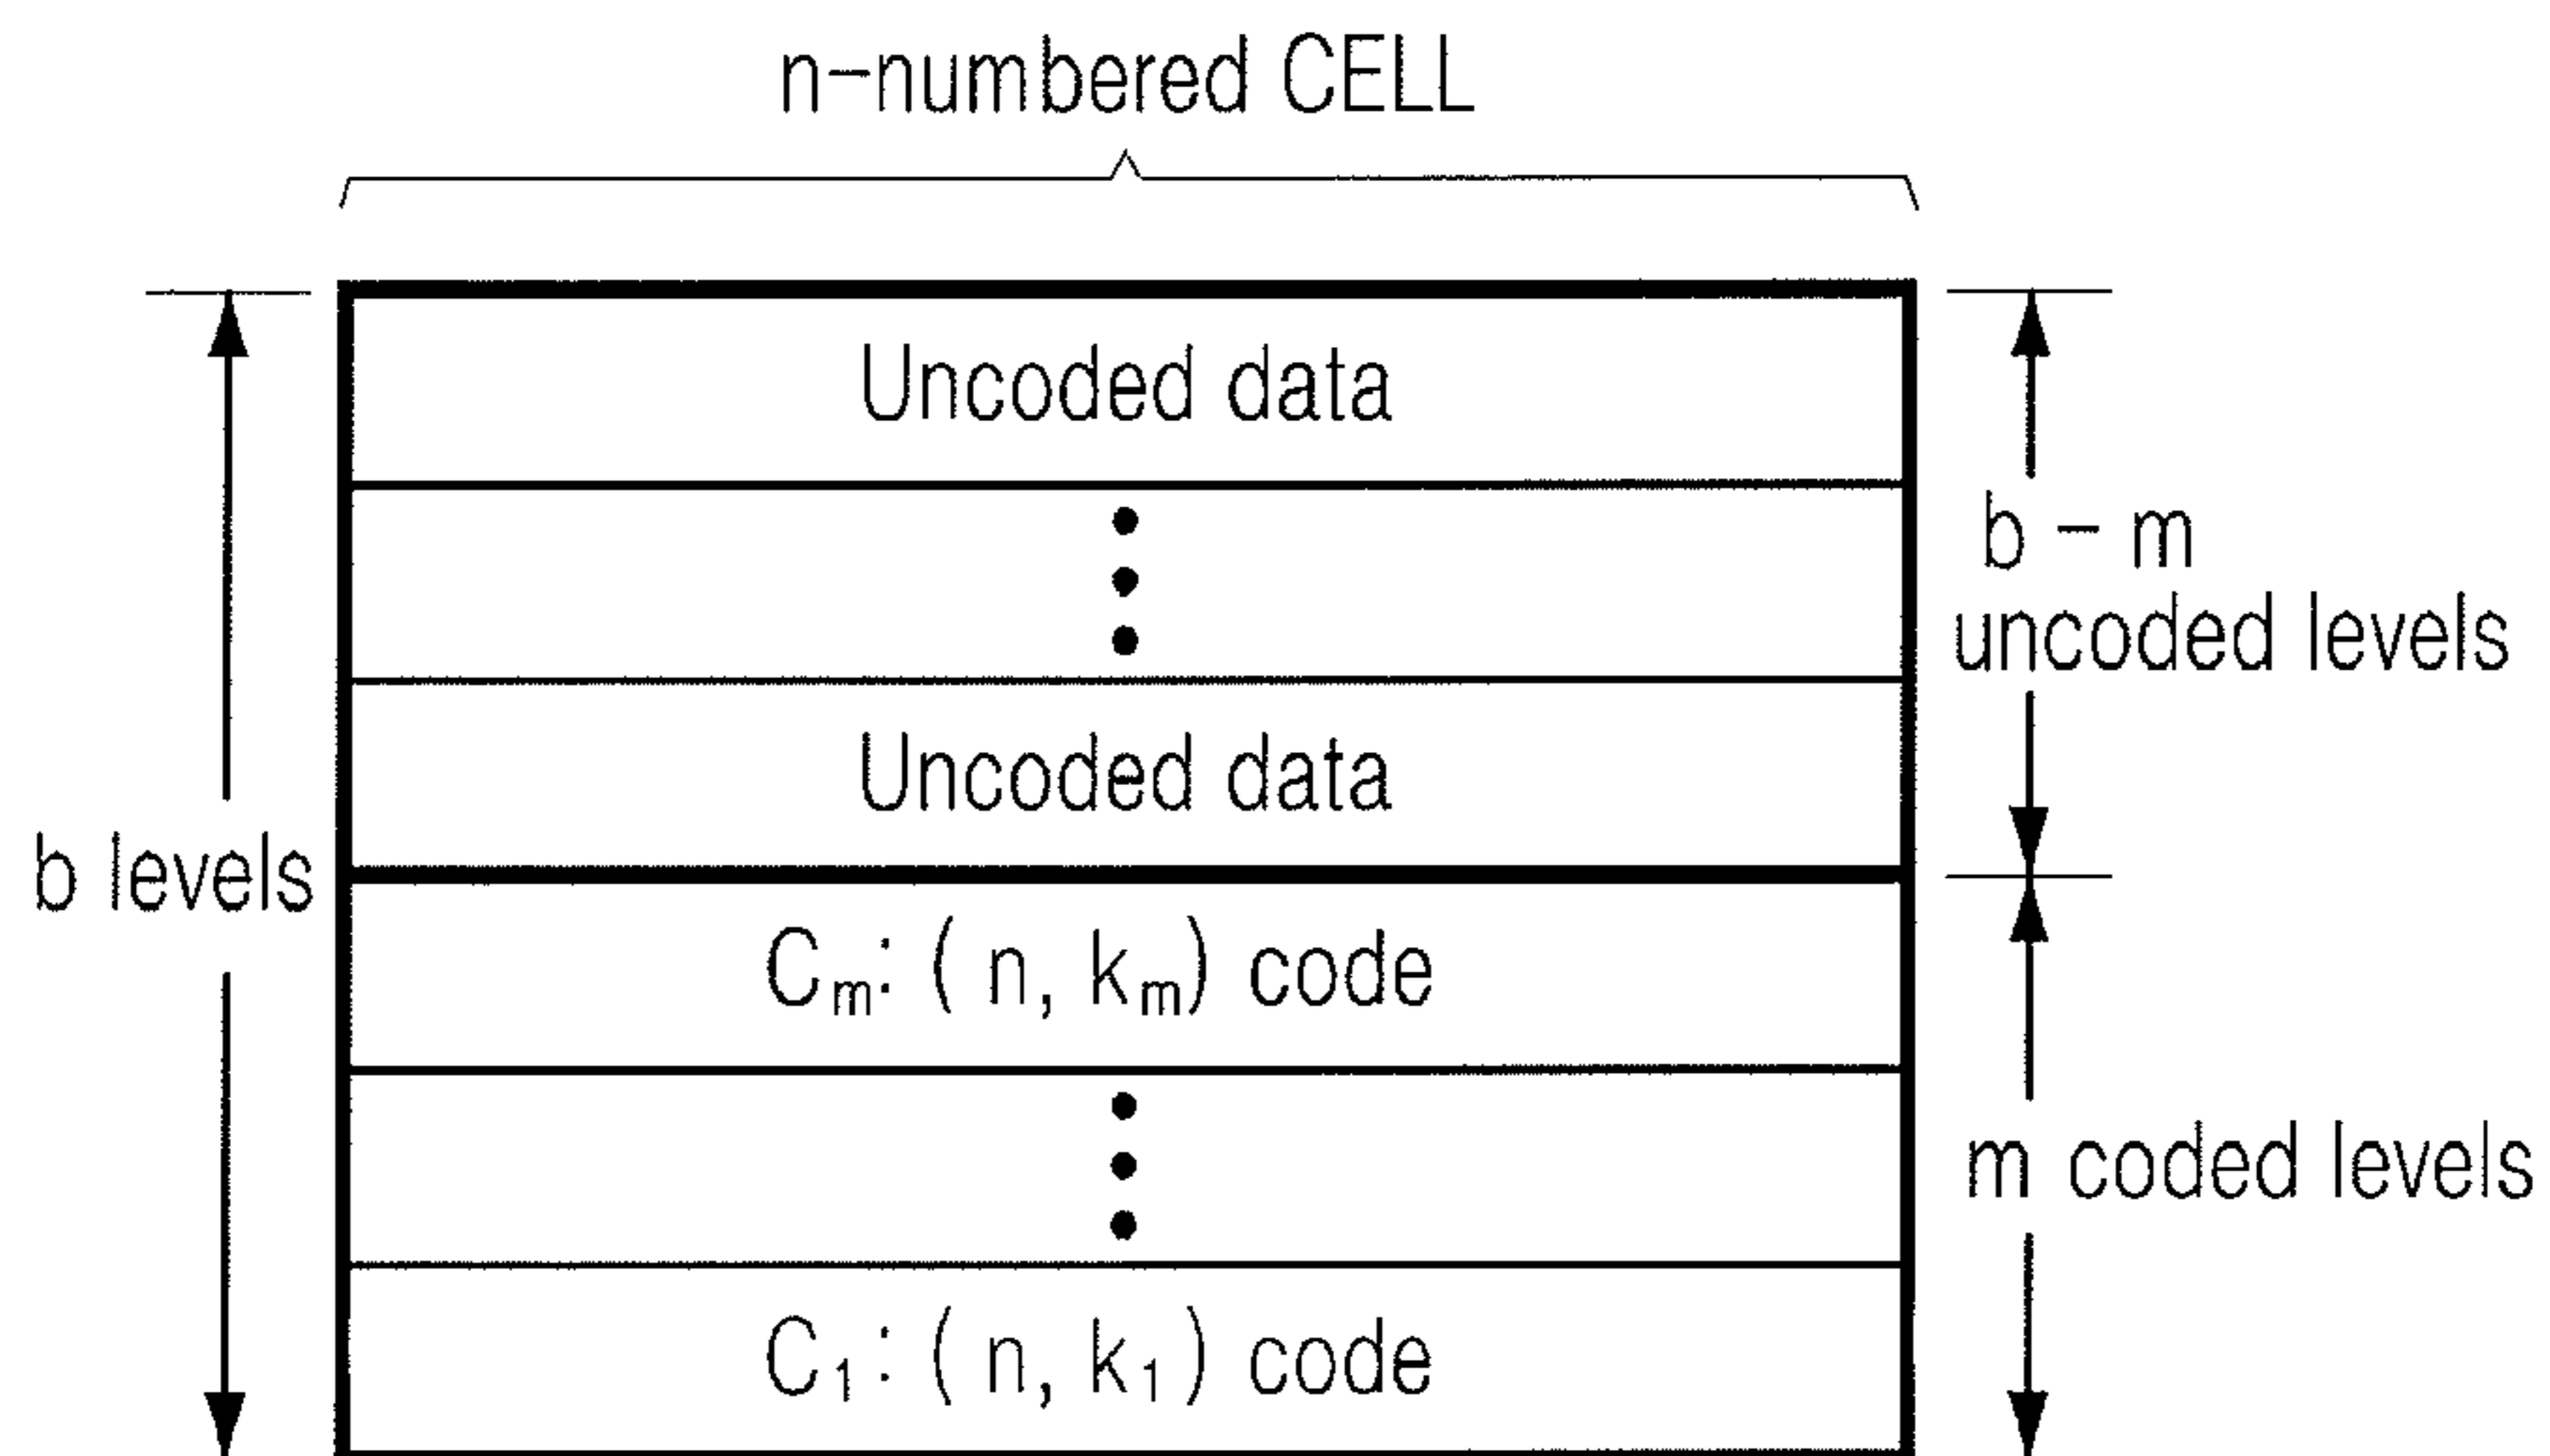 n-numbered CELL
Uncoded data
b - m
uncoded levels
Uncoded data
b levels
Cm: ( n, km) code
m coded levels
C1: ( n, k1 ) code